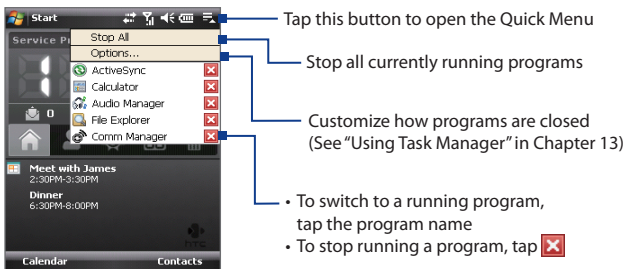 Start
Tap this button to open the Quick Menu
Stop All
Options...
ActiveSync
Calculator
Audio Manager
File Explorer
Comm Manager
Stop all currently running programs
Customize how programs are closed
(See “Using Task Manager” in Chapter 13)
0
Meet with James
2:30PM-3:30PM
Dinner
6:30PM-8:00PM
hTC
Calendar
Contacts
• To switch to a running program,
tap the program name
• To stop running a program, tap